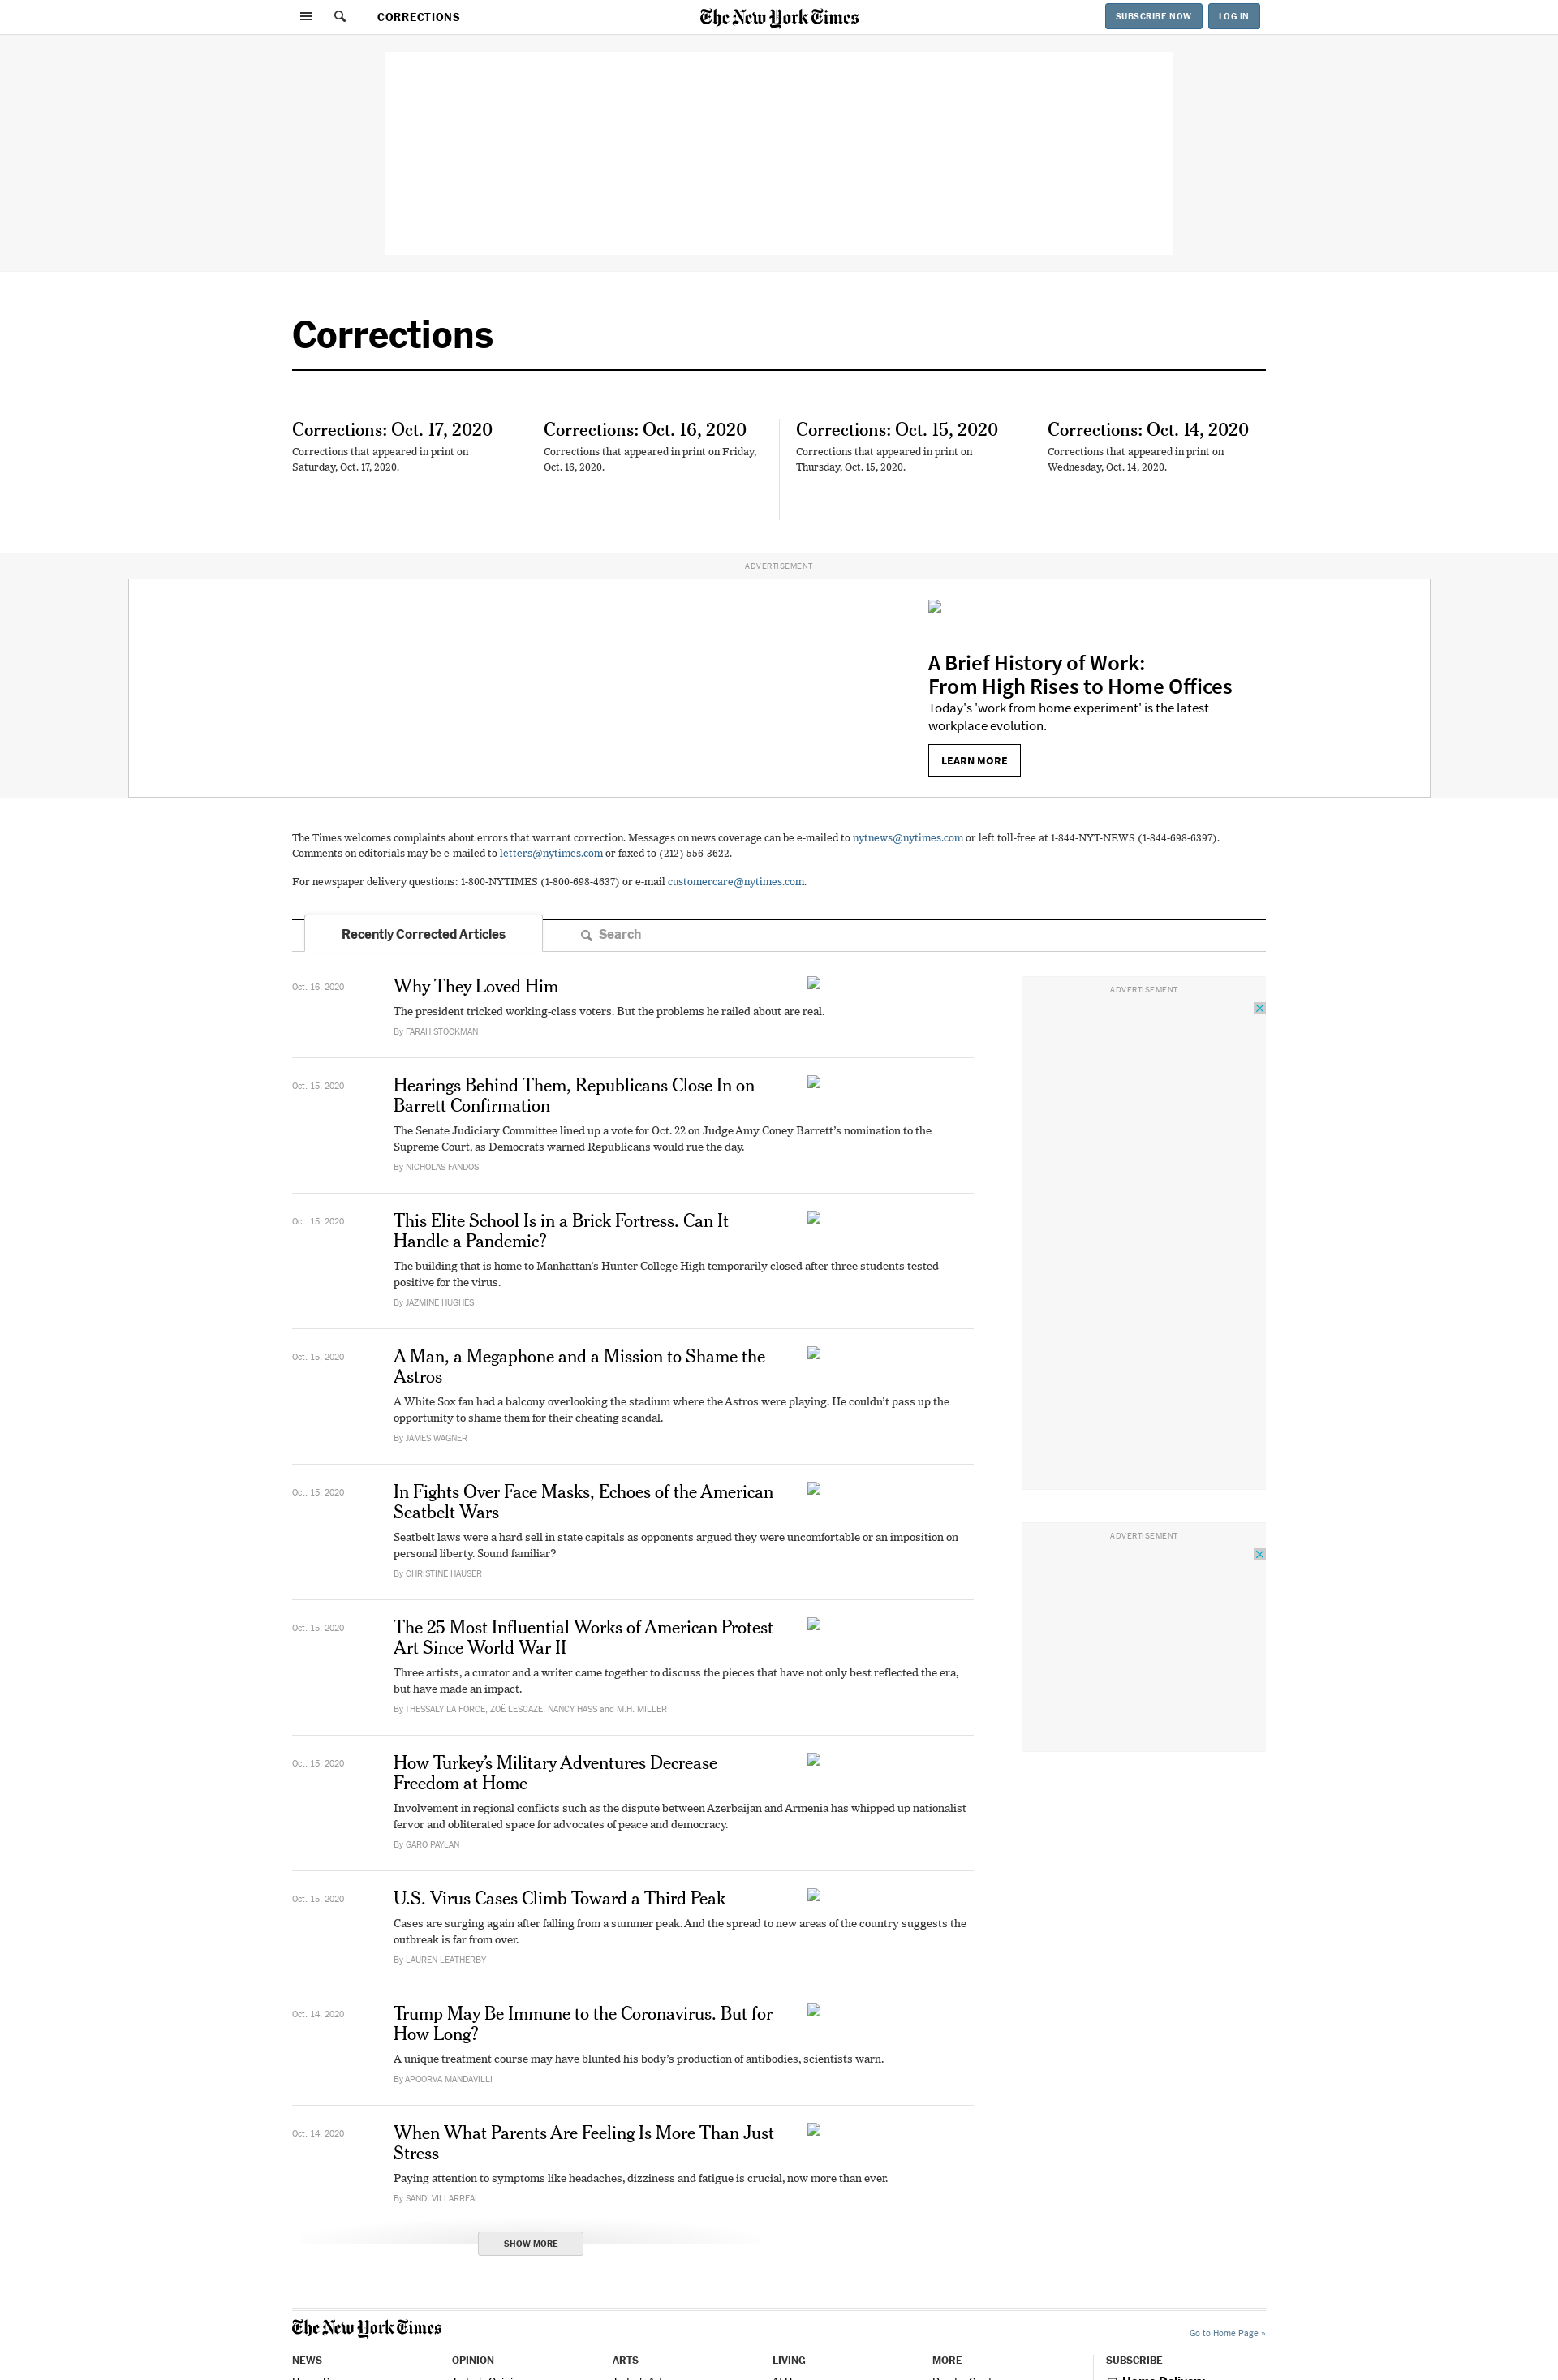 CORRECTIONS
The New York Times
SUBSCRIBE NOW
LOG IN
Corrections
Corrections: Oct. 17, 2020
Corrections that appeared in print on
Saturday, Oct. 17, 2020.
Corrections: Oct. 16, 2020
Corrections that appeared in print on Friday,
Oct. 16, 2020.
Corrections: Oct. 15, 2020
Corrections that appeared in print on
Thursday, Oct. 15, 2020.
Corrections: Oct. 14, 2020
Corrections that appeared in print on
Wednesday, Oct. 14, 2020.
ADVERTISEMENT
A Brief History of Work:
From High Rises to Home Offices
Today's 'work from home experiment' is the latest
workplace evolution.
LEARN MORE
The Times welcomes complaints about errors that warrant correction. Messages on news coverage can be e-mailed to nytnews@nytimes.com or left toll-free at 1-844-NYT-NEWS (1-844-698-6397).
Comments on editorials may be e-mailed to letters@nytimes.com or faxed to (212) 556-3622.
For newspaper delivery questions: 1-800-NYTIMES (1-800-698-4637) or e-mail customercare@nytimes.com.
Recently Corrected Articles
Search
Oct. 16, 2020
Why They Loved Him
The president tricked working-class voters. But the problems he railed about are real.
By FARAH STOCKMAN
Oct. 15, 2020
Hearings Behind Them, Republicans Close In on
Barrett Confirmation
The Senate Judiciary Committee lined up a vote for Oct. 22 on Judge Amy Coney Barrett’s nomination to the
Supreme Court, as Democrats warned Republicans would rue the day.
By NICHOLAS FANDOS
Oct. 15, 2020
This Elite School Is in a Brick Fortress. Can It
Handle a Pandemic?
The building that is home to Manhattan’s Hunter College High temporarily closed after three students tested
positive for the virus.
By JAZMINE HUGHES
Oct. 15, 2020
A Man, a Megaphone and a Mission to Shame the
Astros
A White Sox fan had a balcony overlooking the stadium where the Astros were playing. He couldn’t pass up the
opportunity to shame them for their cheating scandal.
By JAMES WAGNER
Oct. 15, 2020
In Fights Over Face Masks, Echoes of the American
Seatbelt Wars
Seatbelt laws were a hard sell in state capitals as opponents argued they were uncomfortable or an imposition on
personal liberty. Sound familiar?
By CHRISTINE HAUSER
Oct. 15, 2020
The 25 Most Influential Works of American Protest
Art Since World War II
Three artists, a curator and a writer came together to discuss the pieces that have not only best reflected the era,
but have made an impact.
By THESSALY LA FORCE, ZOË LESCAZE, NANCY HASS and M.H. MILLER
Oct. 15, 2020
How Turkey’s Military Adventures Decrease
Freedom at Home
Involvement in regional conflicts such as the dispute between Azerbaijan and Armenia has whipped up nationalist
fervor and obliterated space for advocates of peace and democracy.
By GARO PAYLAN
Oct. 15, 2020
U.S. Virus Cases Climb Toward a Third Peak
Cases are surging again after falling from a summer peak. And the spread to new areas of the country suggests the
outbreak is far from over.
By LAUREN LEATHERBY
Oct. 14, 2020
Trump May Be Immune to the Coronavirus. But for
How Long?
A unique treatment course may have blunted his body’s production of antibodies, scientists warn.
By APOORVA MANDAVILLI
Oct. 14, 2020
When What Parents Are Feeling Is More Than Just
Stress
Paying attention to symptoms like headaches, dizziness and fatigue is crucial, now more than ever.
By SANDI VILLARREAL
SHOW MORE
ADVERTISEMENT
ADVERTISEMENT
The New York Times
Go to Home Page »
NEWS
OPINION
ARTS
LIVING
MORE
SUBSCRIBE